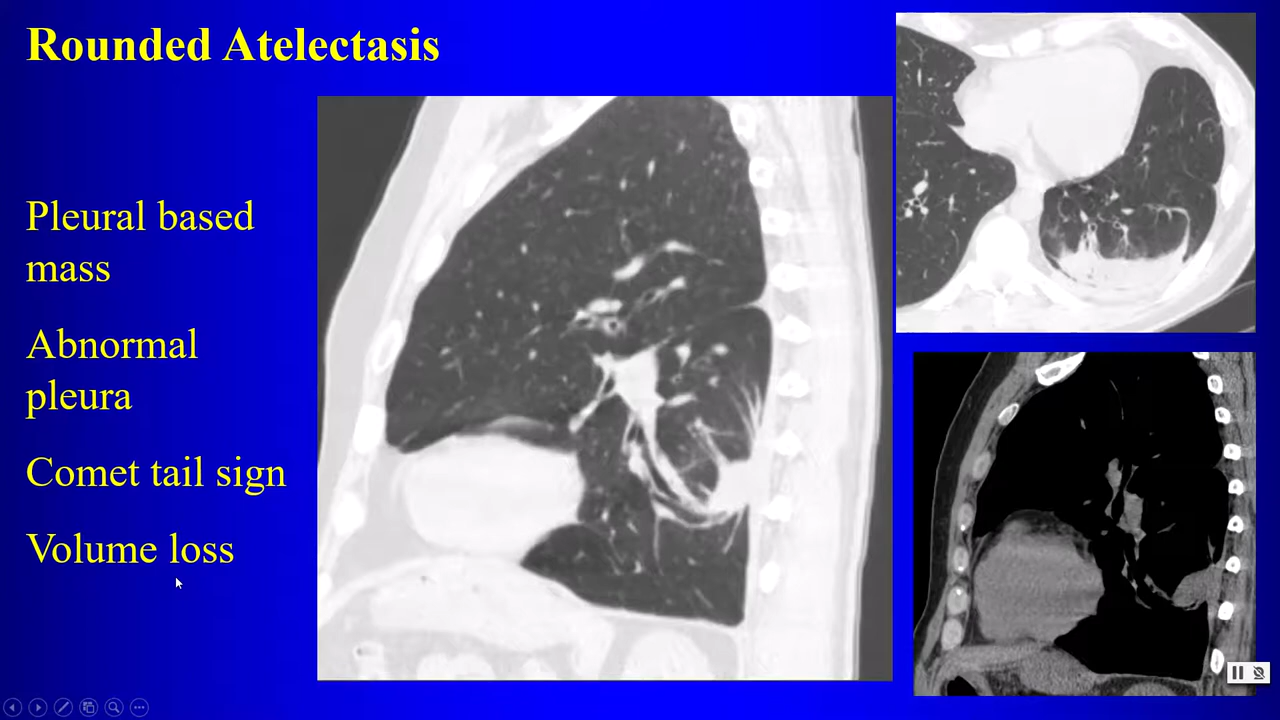 Rounded Atelectasis
Pleural based
mass
Abnormal
pleura
Comet tail sign
Volume loss